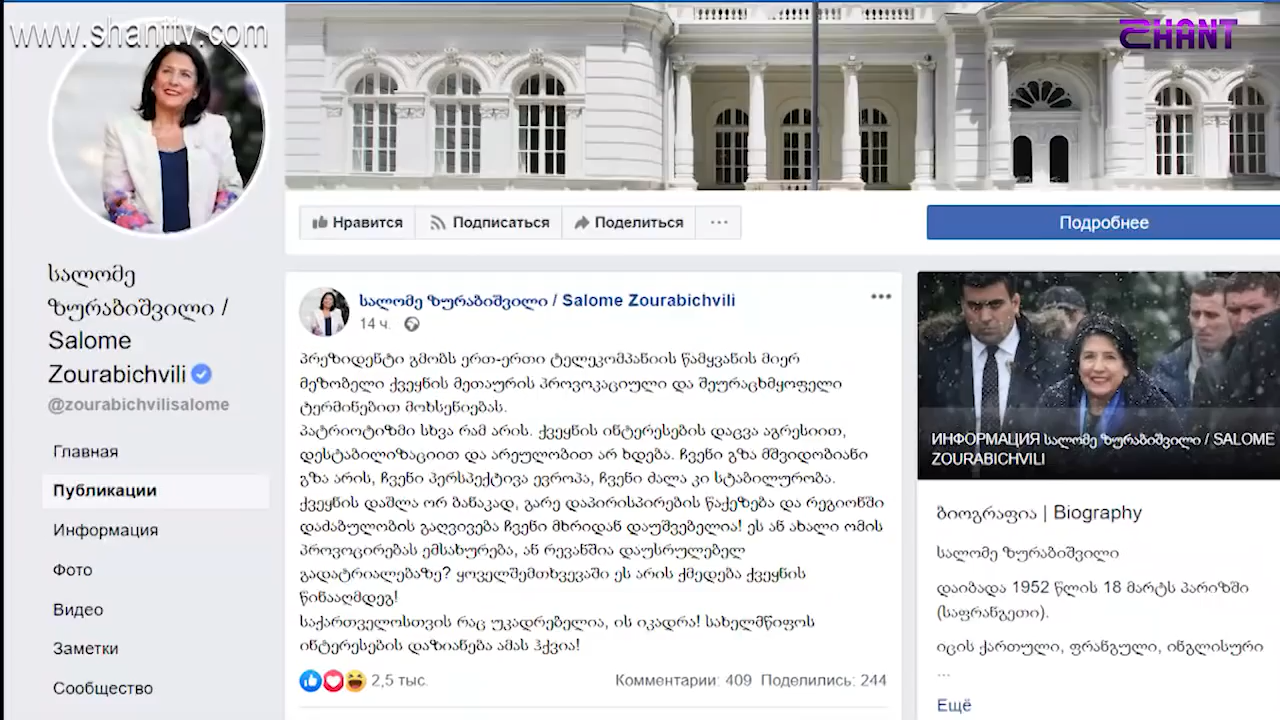 www.shanttv.com
SHANT
Нравится
Подписаться
Поделиться
Подробнее
სალომე
ზურაბიშვილი /
Salome
Zourabichvili
@zourabichvilisalome
Главная
Публикации
Информация
Фото
Видео
Заметки
Сообщество
სალომე ზურაბიშვილი / Salome Zourabichvili
14 ч.
პრეზიდენტი გმობს ერთ-ერთი ტელეკომპანიის წამყვანის მიერ
მეზობელი ქვეყნის მეთაურის პროვოკაციული და შეურაცხმყოფელი
ტერმინებით მოხსენიებას.
პატრიოტიზმი სხვა რამ არის. ქვეყნის ინტერესების დაცვა აგრესიით,
დესტაბილიზაციით და არეულობით არ ხდება. ჩვენი გზა მშვიდობიანი
გზა არის, ჩვენი პერსპექტივა ევროპა, ჩვენი ძალა კი სტაბილურობა.
ქვეყნის დაშლა ორ ბანაკად, გარე დაპირისპირების წაქეზება და რეგიონში
დაძაბულობის გაღვივება ჩვენი მხრიდან დაუშვებელია! ეს ან ახალი ომის
პროვოცირებას ემსახურება, ან რევანშია დაუსრულებელ
გადატრიალებაზე? ყოველშემთხვევაში ეს არის ქმედება ქვეყნის
წინააღმდეგ!
საქართველოსთვის რაც უკადრებელია, ის იკადრა! სახელმწიფოს
ინტერესების დაზიანება ამას ჰქვია!
2,5 тыс.
Комментарии: 409 Поделились: 244
ИНФОРМАЦИЯ სალომე ზურაბიშვილი / SALOME
ZOURABICHVILI
ბიოგრაფია | Biography
სალომე ზურაბიშვილი
დაიბადა 1952 წლის 18 მარტს პარიზში
(საფრანგეთი).
იცის ქართული, ფრანგული, ინგლისური
...
Ещё